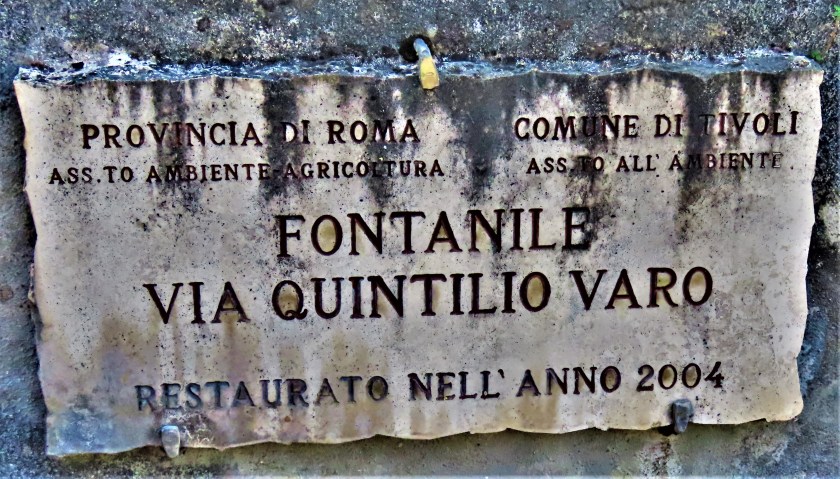 PROVINCIA DI ROMA
ASS.TO AMBIENTE-AGRICOLTURA
COMUNE DI TIVOLI
ASS.TO ALL'AMBIENTE.
FONTANILE
VIA QUINTILIO VARO
RESTAURATO NELL'ANNO 2004